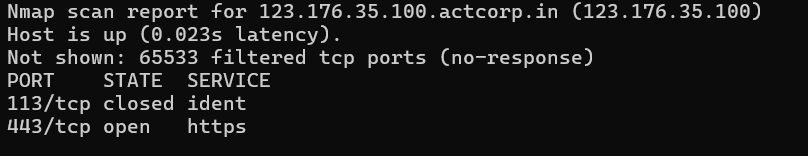 Nmap scan report for 123.176.35.100.actcorp.in (123.176.35.100)
Host is up (0.023s latency).
Not shown: 65533 filtered tcp ports (no-response)
PORT    STATE  SERVICE
113/tcp closed ident
443/tcp open   https